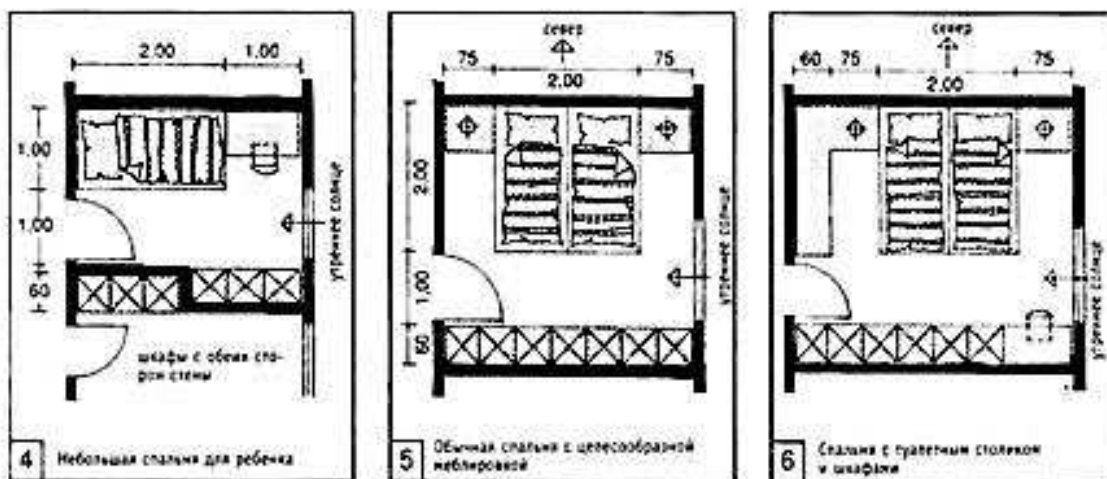 2.00 1.00
1.00
1.00
60
утреннее солнце
шкафы с обеих сто-
рон стены
4 Небольшая спальня для ребенка
север
75 75
2.00
2.00
1,00
60
утреннее солнце
5 Обычная спальня с целесообразной
меблировкой
север
60 75 75
2.00
утреннее солнце
6 Спальня с туалетным столиком
и шкафами